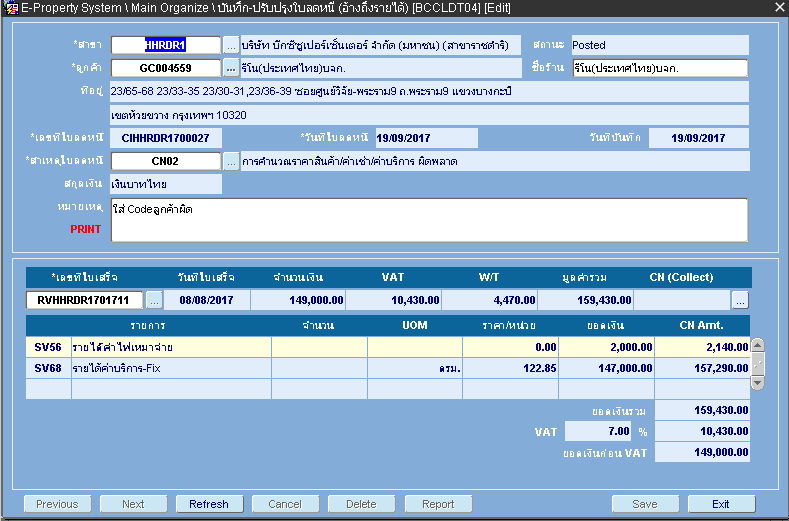 E-Property System \ Main Organize \ บันทึก-ปรับปรุงใบลดหนี้ (อ้างถึงรายได้) [BCCLDT04] [Edit]
*สาขา HHRDR1 ... บริษัท บิ๊กซีซูเปอร์เซ็นเตอร์ จำกัด (มหาชน) (สาขาราชดำริ) สถานะ Posted
*ลูกค้า GC004559 ... รีโน(ประเทศไทย)บจก. ชื่อร้าน รีโน(ประเทศไทย)บจก.
ที่อยู่ 23/65-68 23/33-35 23/30-31,23/36-39 ซอยศูนย์วิจัย-พระราม9 ถ.พระราม9 แขวงบางกะปิ
เขตห้วยขวาง กรุงเทพฯ 10320
*เลขที่ใบลดหนี้ CIHHRDR1700027 *วันที่ใบลดหนี้ 19/09/2017 วันที่บันทึก 19/09/2017
*สาเหตุใบลดหนี้ CN02 ... การคำนวณราคาสินค้า/ค่าเช่า/ค่าบริการ ผิดพลาด
สกุลเงิน เงินบาทไทย
หมายเหตุ ใส่ Codeลูกค้าผิด
PRINT
*เลขที่ใบเสร็จ วันที่ใบเสร็จ จำนวนเงิน VAT W/T มูลค่ารวม CN (Collect)
RVHHRDR1701711 ... 08/08/2017 149,000.00 10,430.00 4,470.00 159,430.00 ...
รายการ จำนวน UOM ราคา/หน่วย ยอดเงิน CN Amt.
SV56 รายได้ค่าไฟเหมาจ่าย 0.00 2,000.00 2,140.00
SV68 รายได้ค่าบริการ-Fix ตรม. 122.85 147,000.00 157,290.00
ยอดเงินรวม 159,430.00
VAT 7.00 % 10,430.00
ยอดเงินก่อน VAT 149,000.00
Previous Next Refresh Cancel Delete Report Save Exit